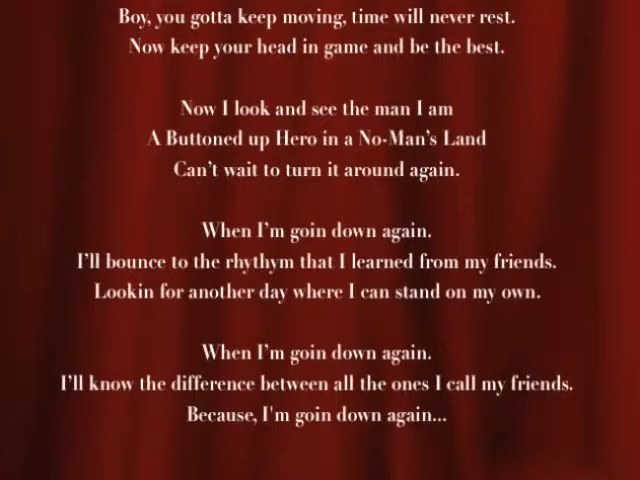 Boy, you gotta keep moving, time will never rest.
Now keep your head in game and be the best.
Now I look and see the man I am
A Buttoned up Hero in a No-Man's Land
Can't wait to turn it around again.
When I'm goin down again.
I'll bounce to the rhythym that I learned from my friends.
Lookin for another day where I can stand on my own.
When I'm goin down again.
I'll know the difference between all the ones I call my friends.
Because, I'm goin down again...